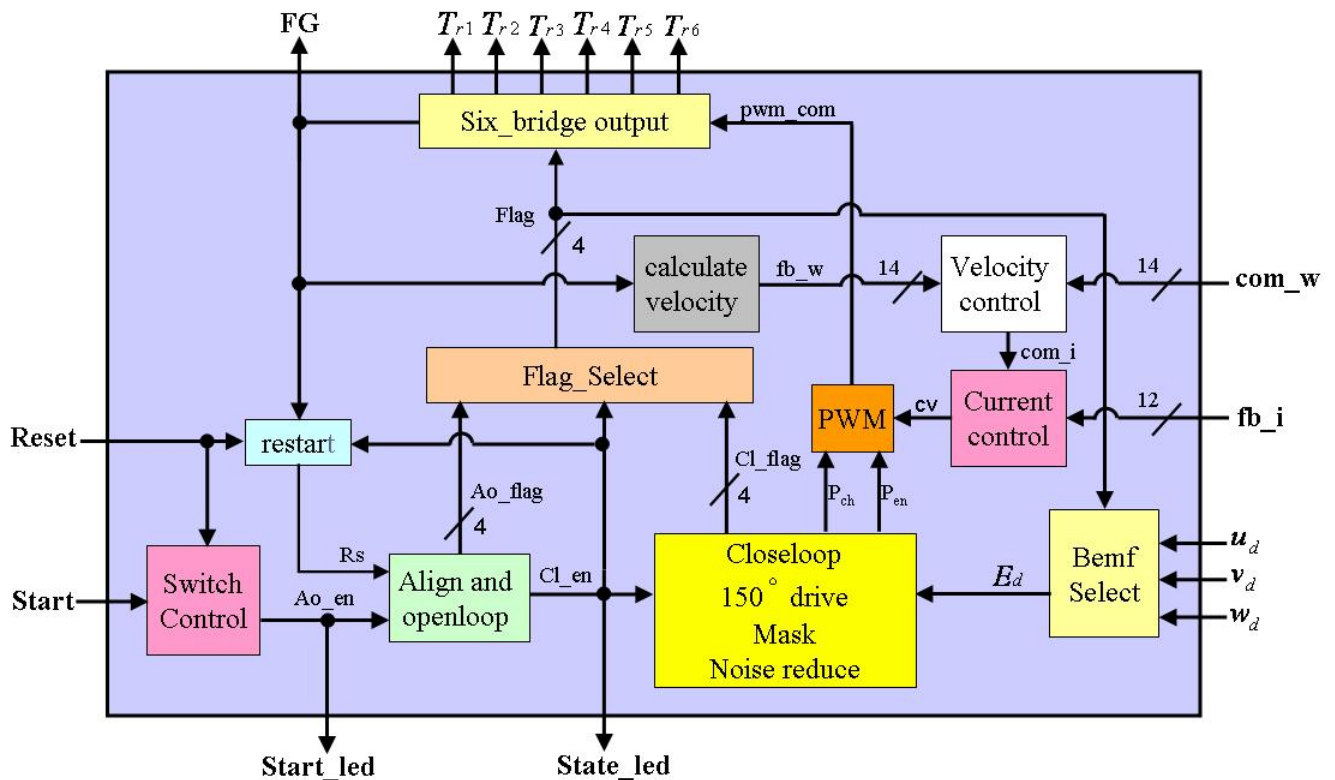 FG
Tr1 Tr2 Tr3 Tr4 Tr5 Tr6
Six_bridge output
pwm_com
Flag
4
calculate
velocity
fb_w
14
Velocity
control
14
com_w
com_i
Flag_Select
PWM
cv
Current
control
12
fb_i
Reset
restart
Ao_flag
4
Cl_flag
4
Pch
Pen
Rs
Start
Switch
Control
Ao_en
Align and
openloop
Cl_en
Closeloop
150° drive
Mask
Noise reduce
Ed
Bemf
Select
ud
vd
wd
Start_led
State_led